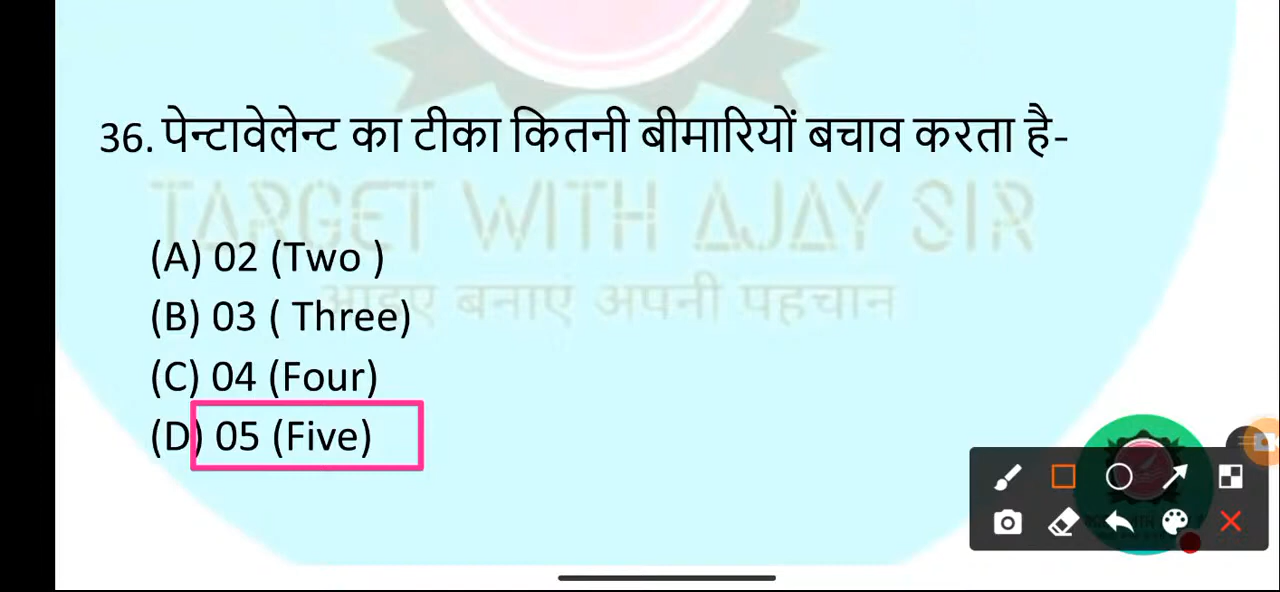 36. पेन्टावेलेन्ट का टीका कितनी बीमारियों बचाव करता है-
TARGET WITH AJAY SIR
(A) 02 (Two )
आइए बनाएं अपनी पहचान
(B) 03 ( Three)
(C) 04 (Four)
(D) 05 (Five)